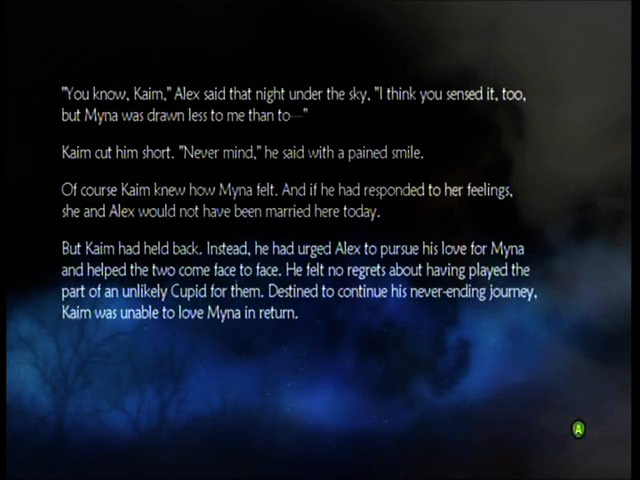 "You know, Kaim," Alex said that night under the sky, "I think you sensed it, too,
but Myna was drawn less to me than to—"
Kaim cut him short. "Never mind," he said with a pained smile.
Of course Kaim knew how Myna felt. And if he had responded to her feelings,
she and Alex would not have been married here today.
But Kaim had held back. Instead, he had urged Alex to pursue his love for Myna
and helped the two come face to face. He felt no regrets about having played the
part of an unlikely Cupid for them. Destined to continue his never-ending journey,
Kaim was unable to love Myna in return.
A